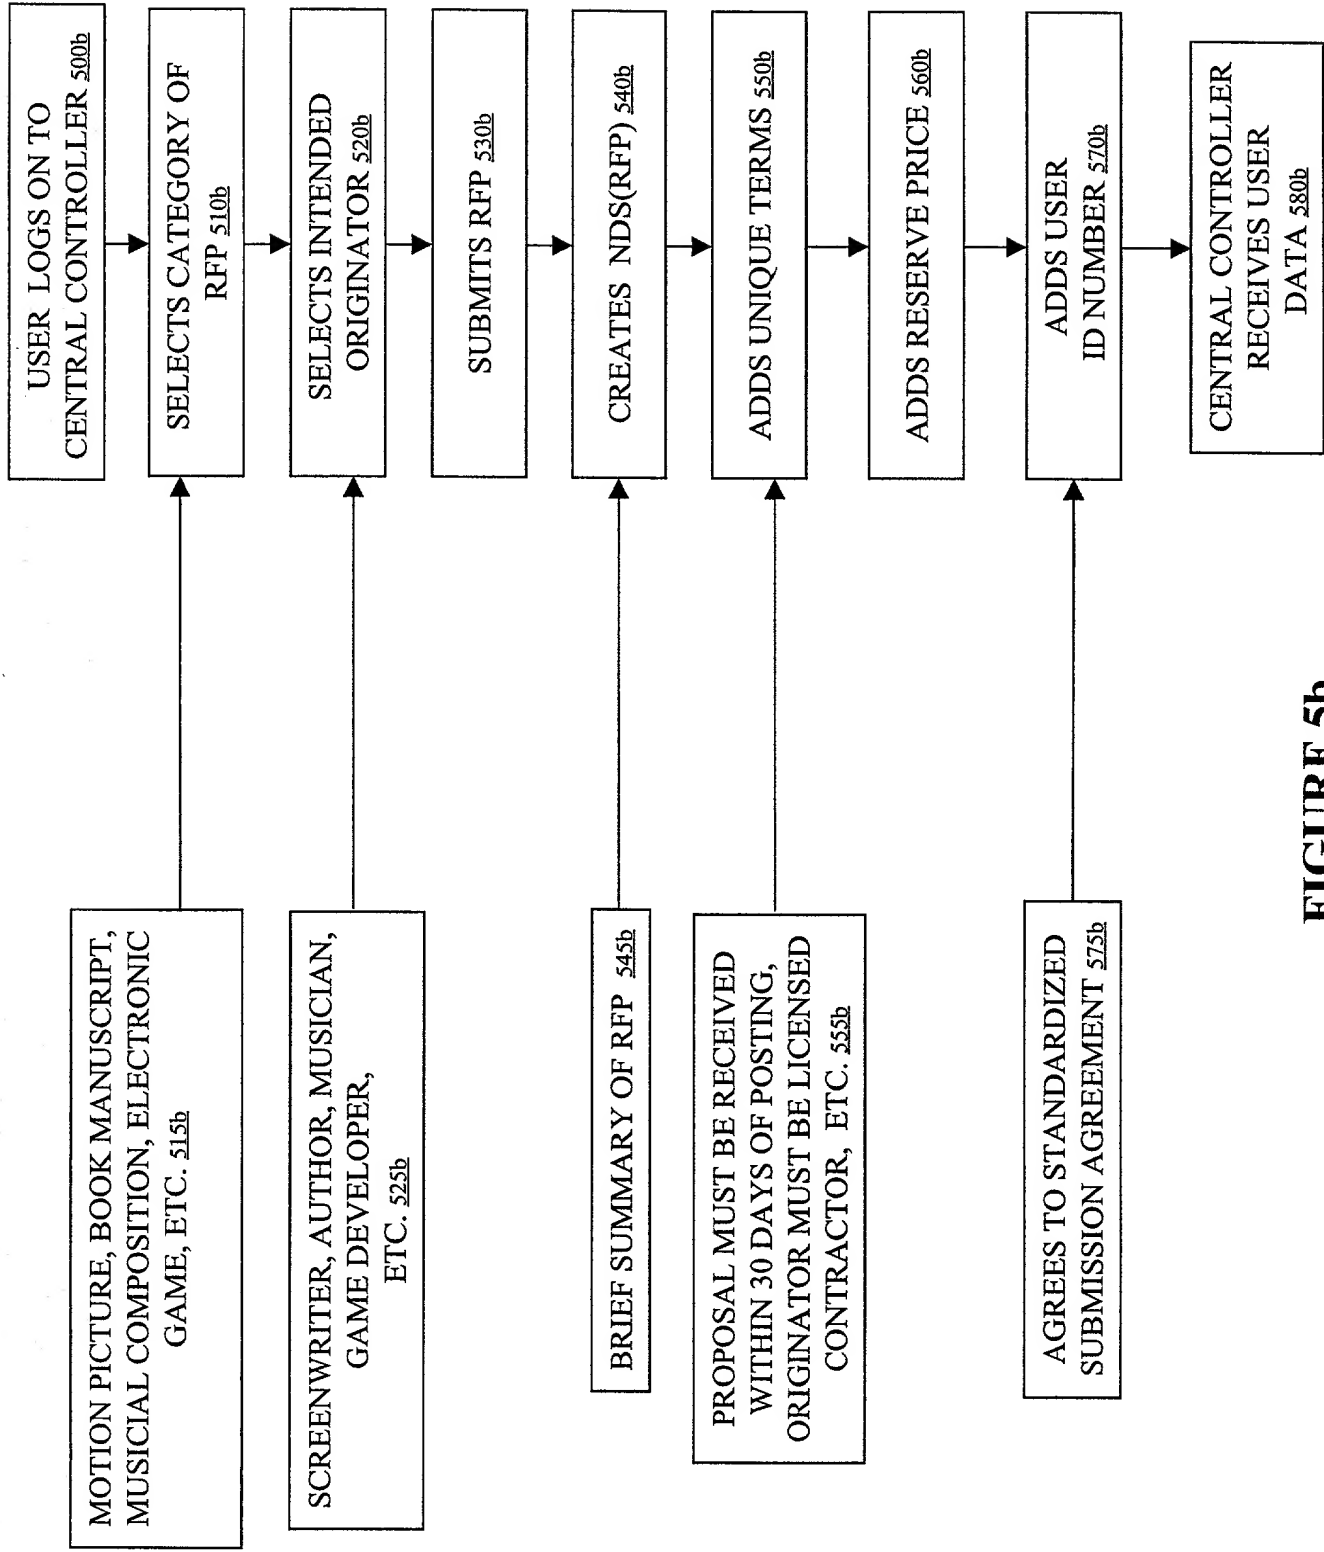 USER LOGS ON TO
CENTRAL CONTROLLER 500b
SELECTS CATEGORY OF
RFP 510b
MOTION PICTURE, BOOK MANUSCRIPT,
MUSICIAL COMPOSITION, ELECTRONIC
GAME, ETC. 515b
SELECTS INTENDED
ORIGINATOR 520b
SCREENWRITER, AUTHOR, MUSICIAN,
GAME DEVELOPER,
ETC. 525b
SUBMITS RFP 530b
CREATES NDS(RFP) 540b
BRIEF SUMMARY OF RFP 545b
ADDS UNIQUE TERMS 550b
PROPOSAL MUST BE RECEIVED
WITHIN 30 DAYS OF POSTING,
ORIGINATOR MUST BE LICENSED
CONTRACTOR, ETC. 555b
ADDS RESERVE PRICE 560b
ADDS USER
ID NUMBER 570b
AGREES TO STANDARDIZED
SUBMISSION AGREEMENT 575b
CENTRAL CONTROLLER
RECEIVES USER
DATA 580b
FIGURE 5b